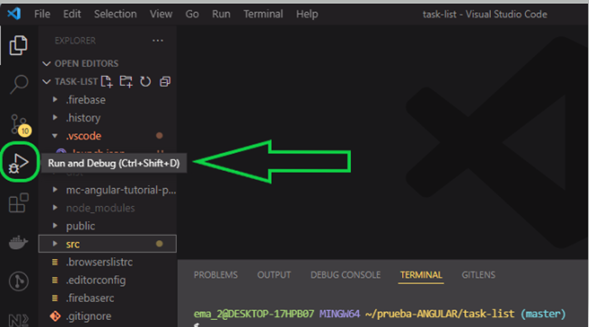 File Edit Selection View Go Run Terminal Help task-list - Visual Studio Code
EXPLORER ...
OPEN EDITORS
TASK-LIST
.firebase
.history
10
.vscode
Run and Debug (Ctrl+Shift+D)
mc-angular-tutorial-p...
node_modules
public
src
.browserslistrc
.editorconfig
.firebaserc
.gitignore
PROBLEMS OUTPUT DEBUG CONSOLE TERMINAL GITLENS
ema_2@DESKTOP-17HPB07 MINGW64 ~/prueba-ANGULAR/task-list (master)